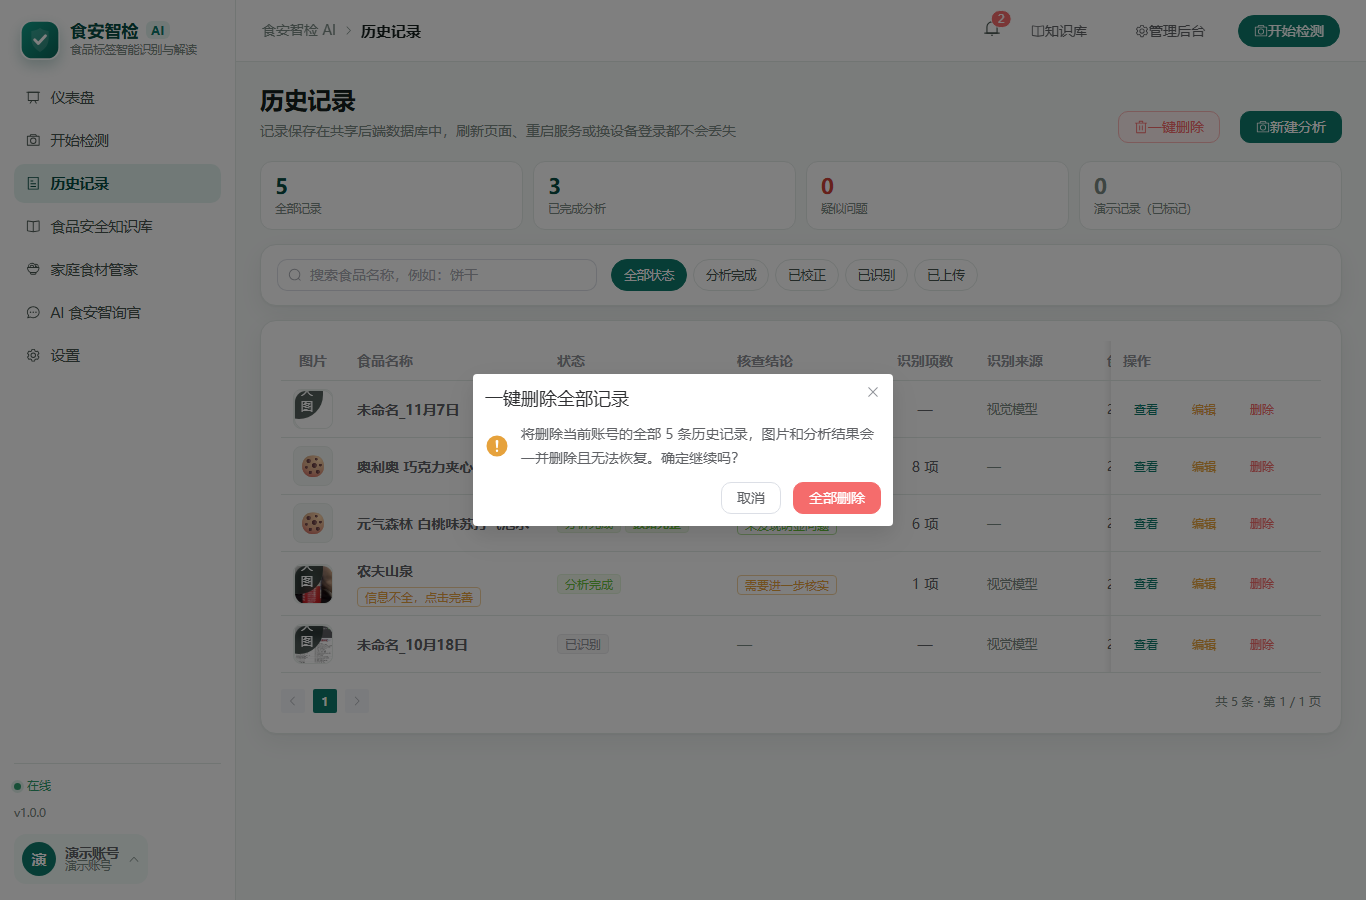 食安智检 AI
食品标签智能识别与解读
仪表盘
开始检测
历史记录
食品安全知识库
家庭食材管家
AI 食安智询官
设置
在线
v1.0.0
演
演示账号
演示账号
食安智检 AI > 历史记录
2
知识库
管理后台
开始检测
历史记录
记录保存在共享后端数据库中，刷新页面、重启服务或换设备登录都不会丢失
一键删除
新建分析
5
全部记录
3
已完成分析
0
疑似问题
0
演示记录（已标记）
搜索食品名称，例如：饼干
全部状态
分析完成
已校正
已识别
已上传
图片 食品名称 状态 核查结论 识别项数 识别来源 操作
图 未命名_11月7日 — 视觉模型 查看 编辑 删除
奥利奥 巧克力夹心 8 项 — 查看 编辑 删除
元气森林 白桃味苏 6 项 — 查看 编辑 删除
图 农夫山泉 分析完成 需要进一步核实 1 项 视觉模型 查看 编辑 删除
信息不全，点击完善
图 未命名_10月18日 已识别 — — 视觉模型 查看 编辑 删除
1
共 5 条 · 第 1 / 1 页
一键删除全部记录
将删除当前账号的全部 5 条历史记录，图片和分析结果会
一并删除且无法恢复。确定继续吗？
取消
全部删除